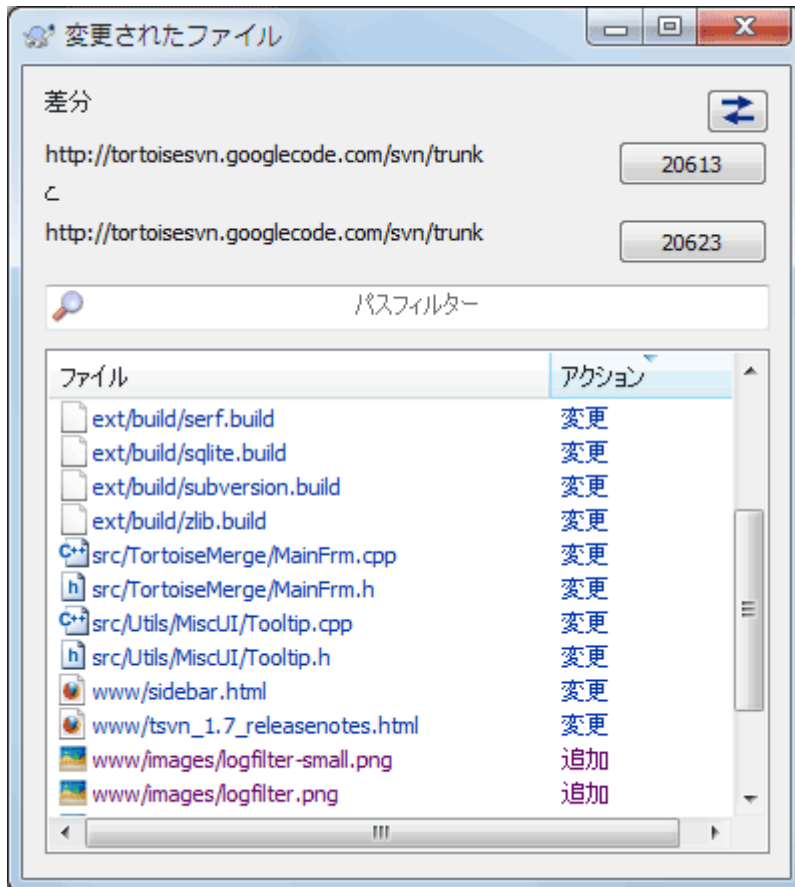 変更されたファイル
差分
http://tortoisesvn.googlecode.com/svn/trunk 20613
と
http://tortoisesvn.googlecode.com/svn/trunk 20623
パスフィルター
ファイル アクション
ext/build/serf.build 変更
ext/build/sqlite.build 変更
ext/build/subversion.build 変更
ext/build/zlib.build 変更
src/TortoiseMerge/MainFrm.cpp 変更
src/TortoiseMerge/MainFrm.h 変更
src/Utils/MiscUI/Tooltip.cpp 変更
src/Utils/MiscUI/Tooltip.h 変更
www/sidebar.html 変更
www/tsvn_1.7_releasenotes.html 変更
www/images/logfilter-small.png 追加
www/images/logfilter.png 追加